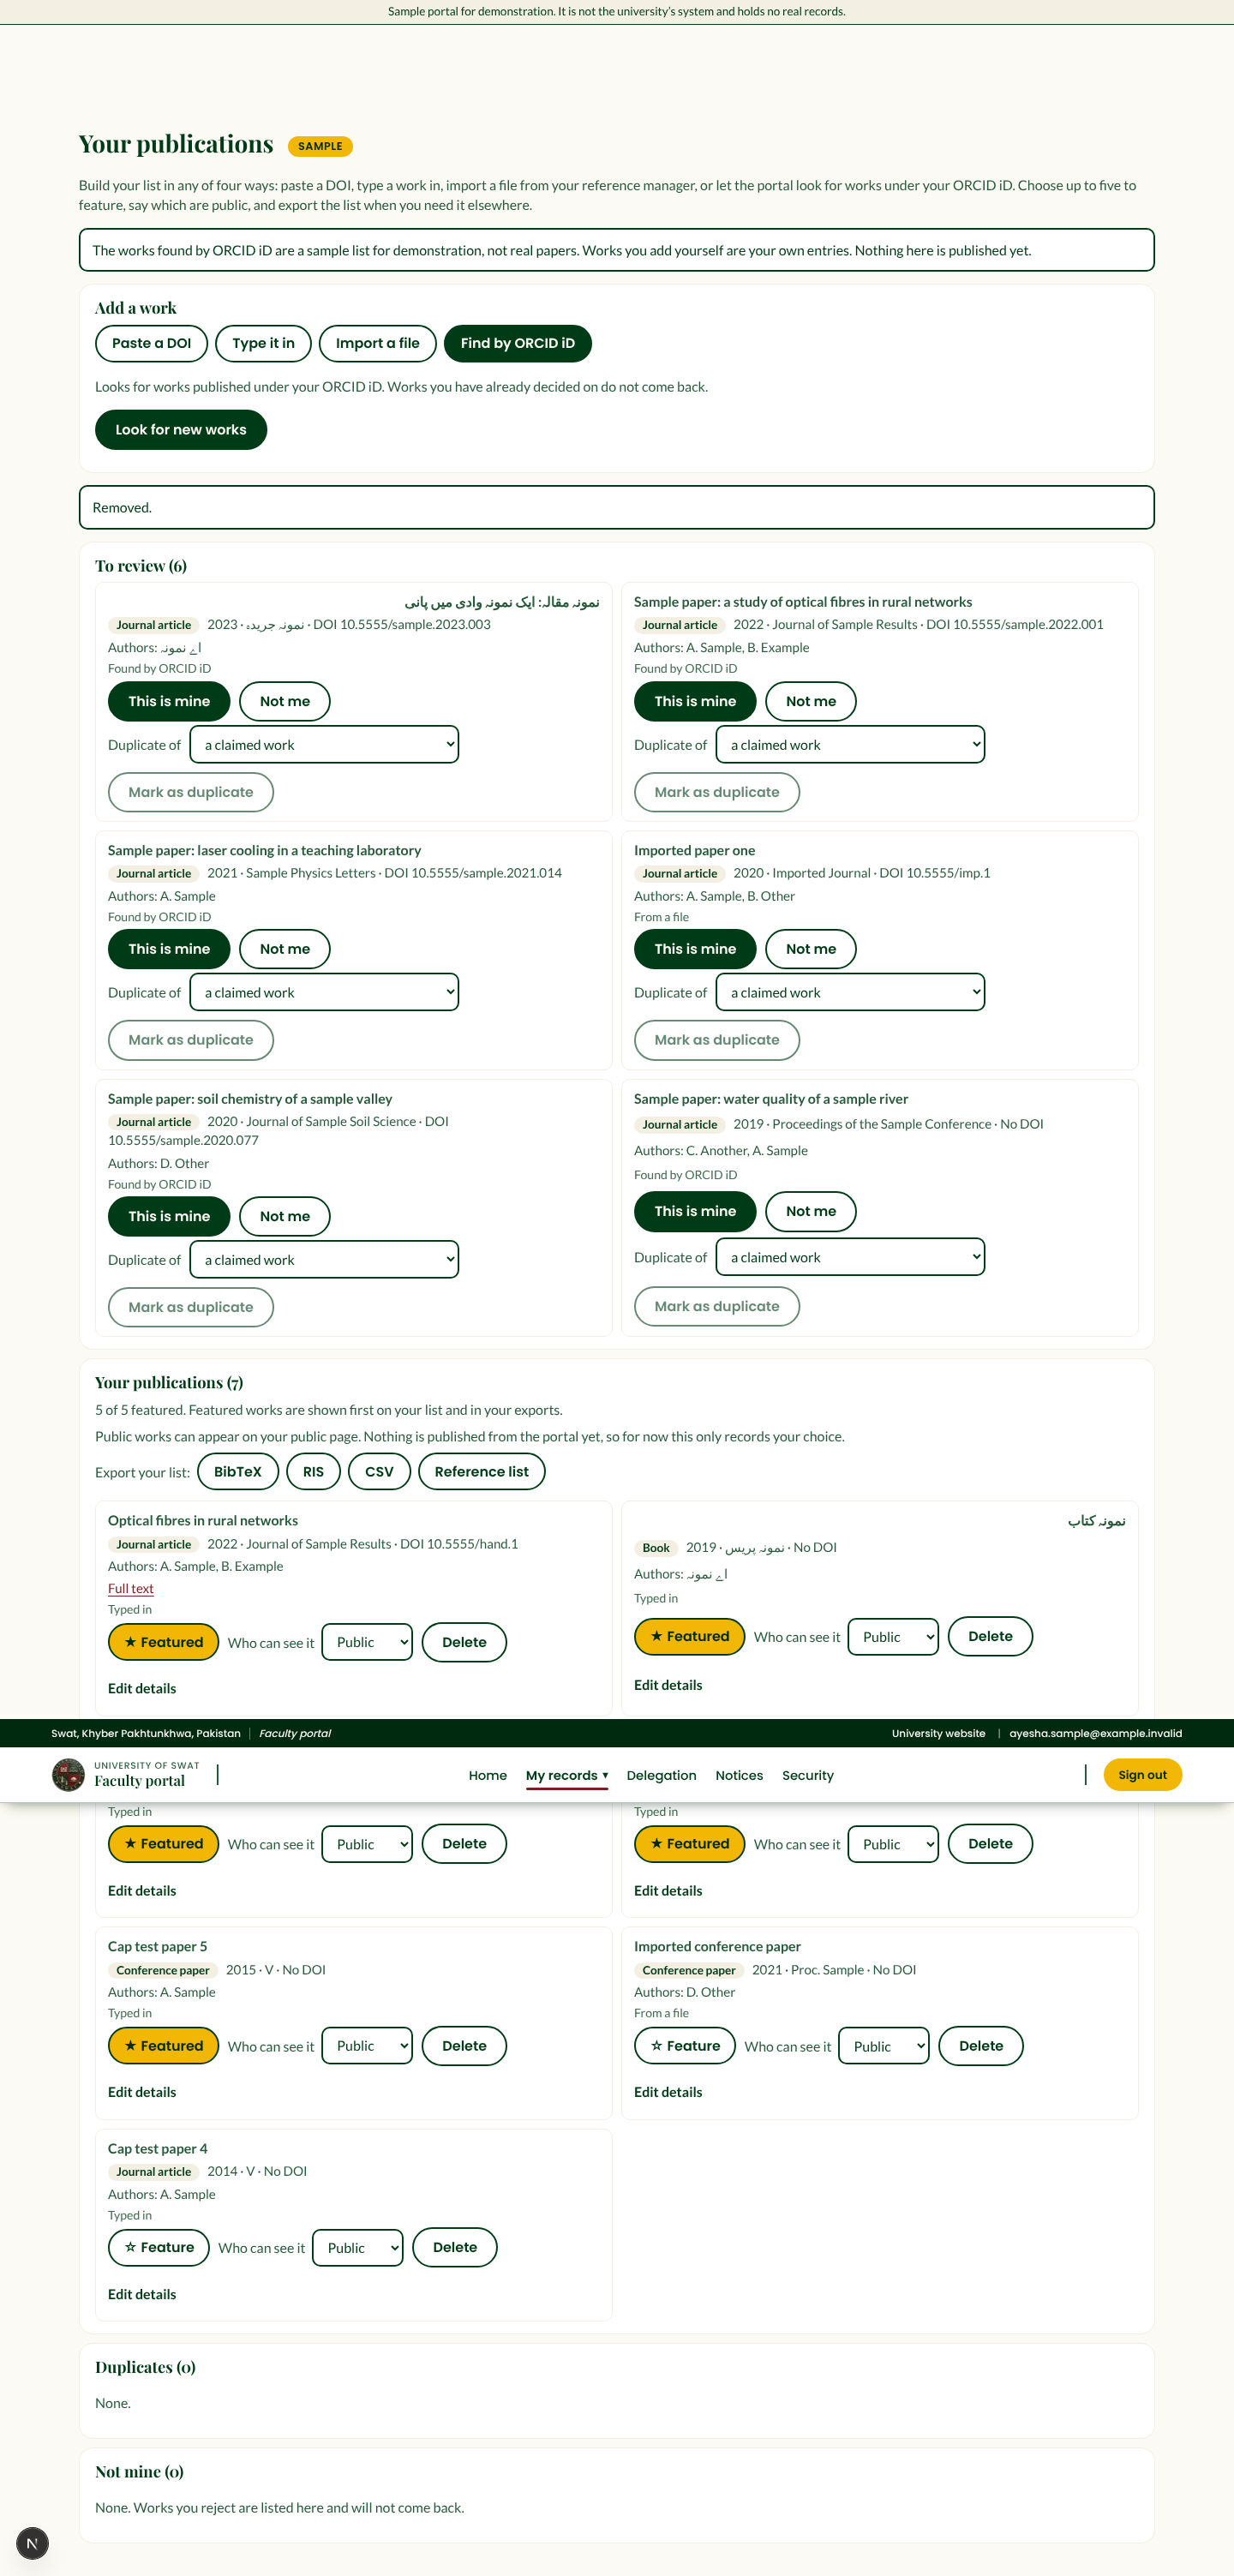 Sample portal for demonstration. It is not the university's system and holds no real records.
Your publications SAMPLE
Build your list in any of four ways: paste a DOI, type a work in, import a file from your reference manager, or let the portal look for works under your ORCID iD. Choose up to five to
feature, say which are public, and export the list when you need it elsewhere.
The works found by ORCID iD are a sample list for demonstration, not real papers. Works you add yourself are your own entries. Nothing here is published yet.
Add a work
Paste a DOI Type it in Import a file Find by ORCID iD
Looks for works published under your ORCID iD. Works you have already decided on do not come back.
Look for new works
Removed.
To review (6)
نمونہ مقالہ: ایک نمونہ وادی میں پانی
Journal article 2023 · نمونہ جریدہ · DOI 10.5555/sample.2023.003
Authors: اے نمونہ
Found by ORCID iD
This is mine Not me
Duplicate of a claimed work
Mark as duplicate
Sample paper: a study of optical fibres in rural networks
Journal article 2022 · Journal of Sample Results · DOI 10.5555/sample.2022.001
Authors: A. Sample, B. Example
Found by ORCID iD
This is mine Not me
Duplicate of a claimed work
Mark as duplicate
Sample paper: laser cooling in a teaching laboratory
Journal article 2021 · Sample Physics Letters · DOI 10.5555/sample.2021.014
Authors: A. Sample
Found by ORCID iD
This is mine Not me
Duplicate of a claimed work
Mark as duplicate
Imported paper one
Journal article 2020 · Imported Journal · DOI 10.5555/imp.1
Authors: A. Sample, B. Other
From a file
This is mine Not me
Duplicate of a claimed work
Mark as duplicate
Sample paper: soil chemistry of a sample valley
Journal article 2020 · Journal of Sample Soil Science · DOI
10.5555/sample.2020.077
Authors: D. Other
Found by ORCID iD
This is mine Not me
Duplicate of a claimed work
Mark as duplicate
Sample paper: water quality of a sample river
Journal article 2019 · Proceedings of the Sample Conference · No DOI
Authors: C. Another, A. Sample
Found by ORCID iD
This is mine Not me
Duplicate of a claimed work
Mark as duplicate
Your publications (7)
5 of 5 featured. Featured works are shown first on your list and in your exports.
Public works can appear on your public page. Nothing is published from the portal yet, so for now this only records your choice.
Export your list: BibTeX RIS CSV Reference list
Optical fibres in rural networks
Journal article 2022 · Journal of Sample Results · DOI 10.5555/hand.1
Authors: A. Sample, B. Example
Full text
Typed in
★ Featured Who can see it Public Delete
Edit details
نمونہ کتاب
Book 2019 · نمونہ پریس · No DOI
Authors: اے نمونہ
Typed in
★ Featured Who can see it Public Delete
Edit details
Swat, Khyber Pakhtunkhwa, Pakistan | Faculty portal University website | ayesha.sample@example.invalid
UNIVERSITY OF SWAT
Faculty portal
Home My records ▾ Delegation Notices Security Sign out
Typed in
★ Featured Who can see it Public Delete
Edit details
Typed in
★ Featured Who can see it Public Delete
Edit details
Cap test paper 5
Conference paper 2015 · V · No DOI
Authors: A. Sample
Typed in
★ Featured Who can see it Public Delete
Edit details
Imported conference paper
Conference paper 2021 · Proc. Sample · No DOI
Authors: D. Other
From a file
☆ Feature Who can see it Public Delete
Edit details
Cap test paper 4
Journal article 2014 · V · No DOI
Authors: A. Sample
Typed in
☆ Feature Who can see it Public Delete
Edit details
Duplicates (0)
None.
Not mine (0)
None. Works you reject are listed here and will not come back.
N